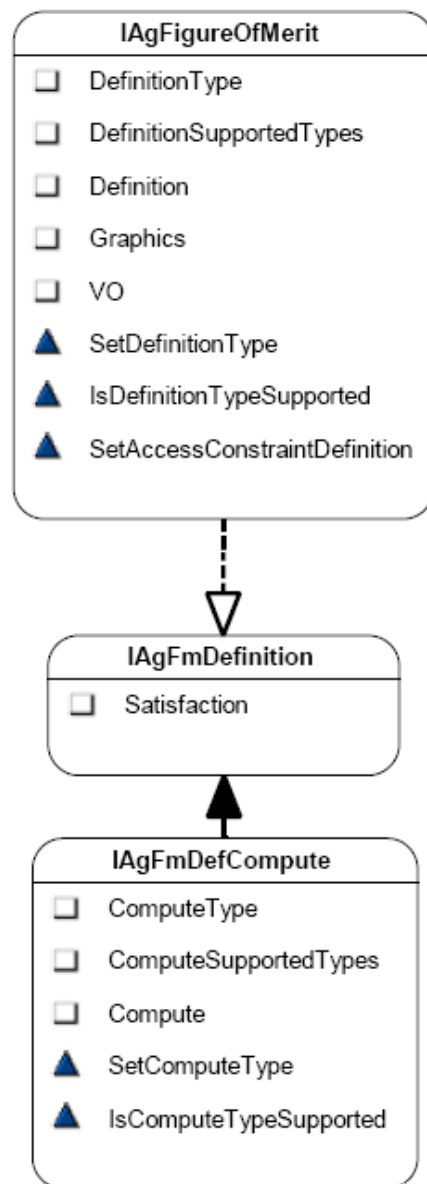 IAgFigureOfMerit
DefinitionType
DefinitionSupportedTypes
Definition
Graphics
VO
SetDefinitionType
IsDefinitionTypeSupported
SetAccessConstraintDefinition
IAgFmDefinition
Satisfaction
IAgFmDefCompute
ComputeType
ComputeSupportedTypes
Compute
SetComputeType
IsComputeTypeSupported